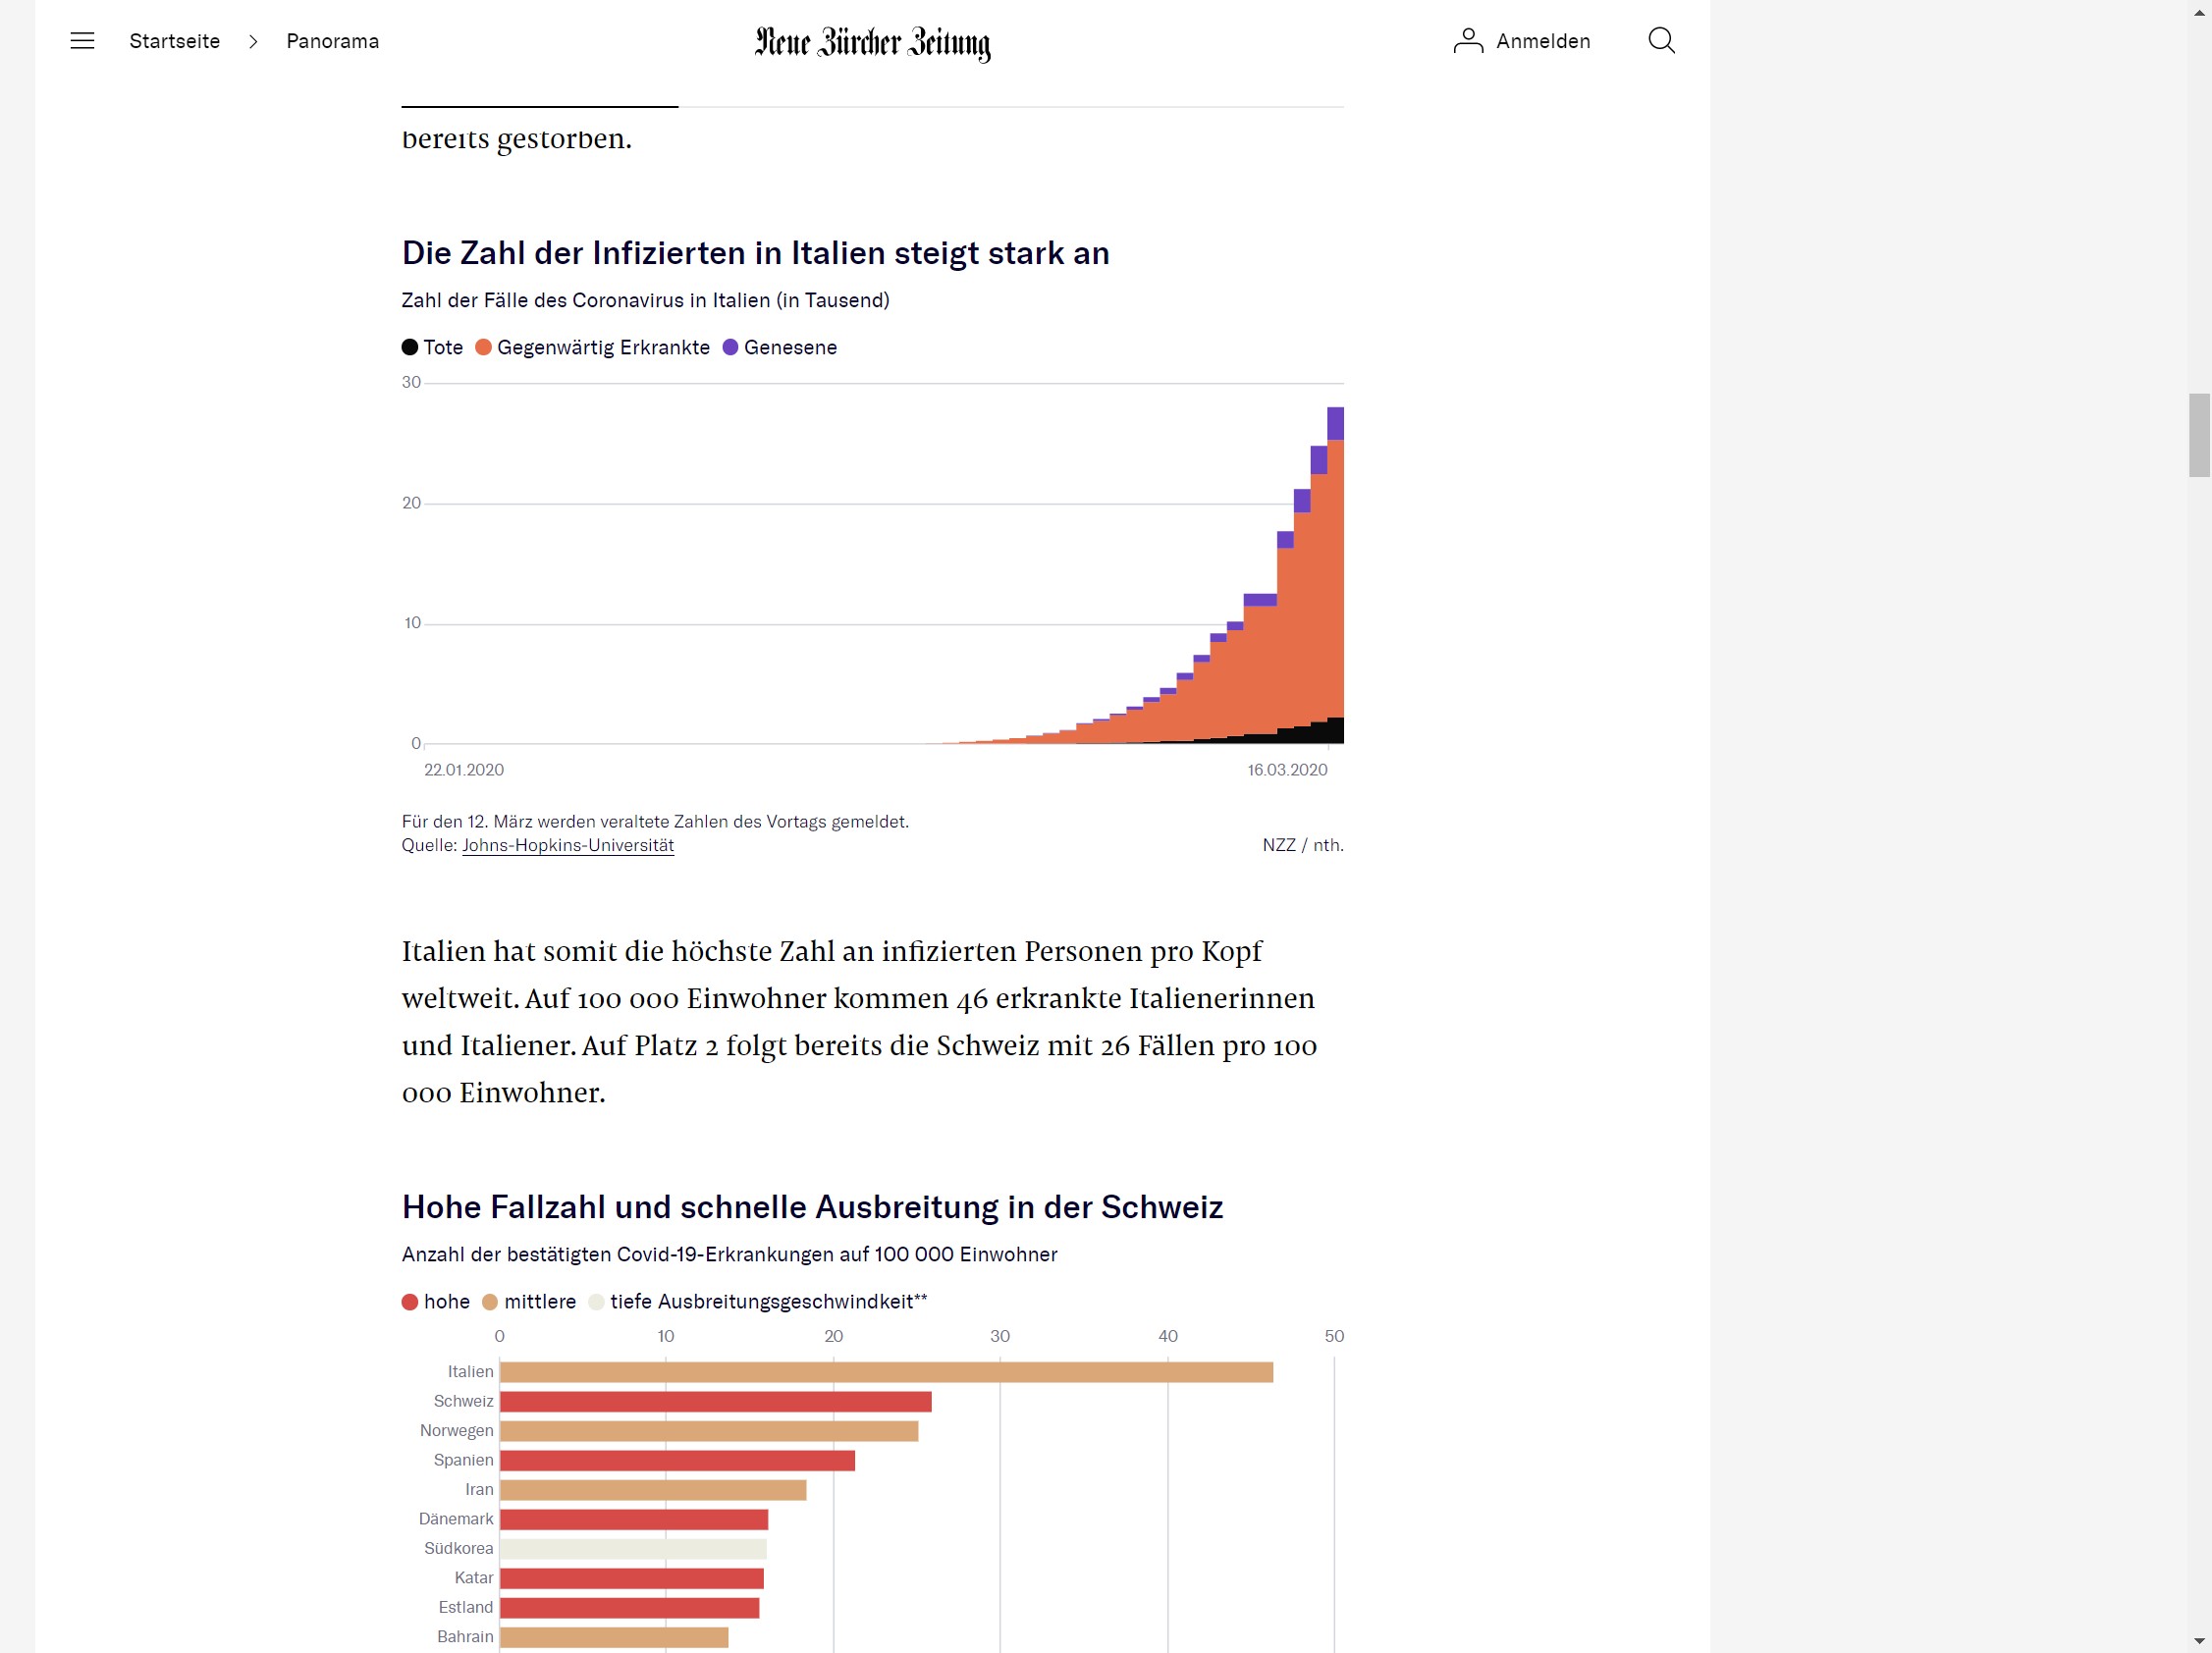 Startseite > Panorama
Neue Zürcher Zeitung
Anmelden
bereits gestorben.
Die Zahl der Infizierten in Italien steigt stark an
Zahl der Fälle des Coronavirus in Italien (in Tausend)
Tote Gegenwärtig Erkrankte Genesene
30
20
10
0
22.01.2020 16.03.2020
Für den 12. März werden veraltete Zahlen des Vortags gemeldet.
Quelle: Johns-Hopkins-Universität NZZ / nth.
Italien hat somit die höchste Zahl an infizierten Personen pro Kopf
weltweit. Auf 100 000 Einwohner kommen 46 erkrankte Italienerinnen
und Italiener. Auf Platz 2 folgt bereits die Schweiz mit 26 Fällen pro 100
000 Einwohner.
Hohe Fallzahl und schnelle Ausbreitung in der Schweiz
Anzahl der bestätigten Covid-19-Erkrankungen auf 100 000 Einwohner
hohe mittlere tiefe Ausbreitungsgeschwindkeit**
0 10 20 30 40 50
Italien
Schweiz
Norwegen
Spanien
Iran
Dänemark
Südkorea
Katar
Estland
Bahrain